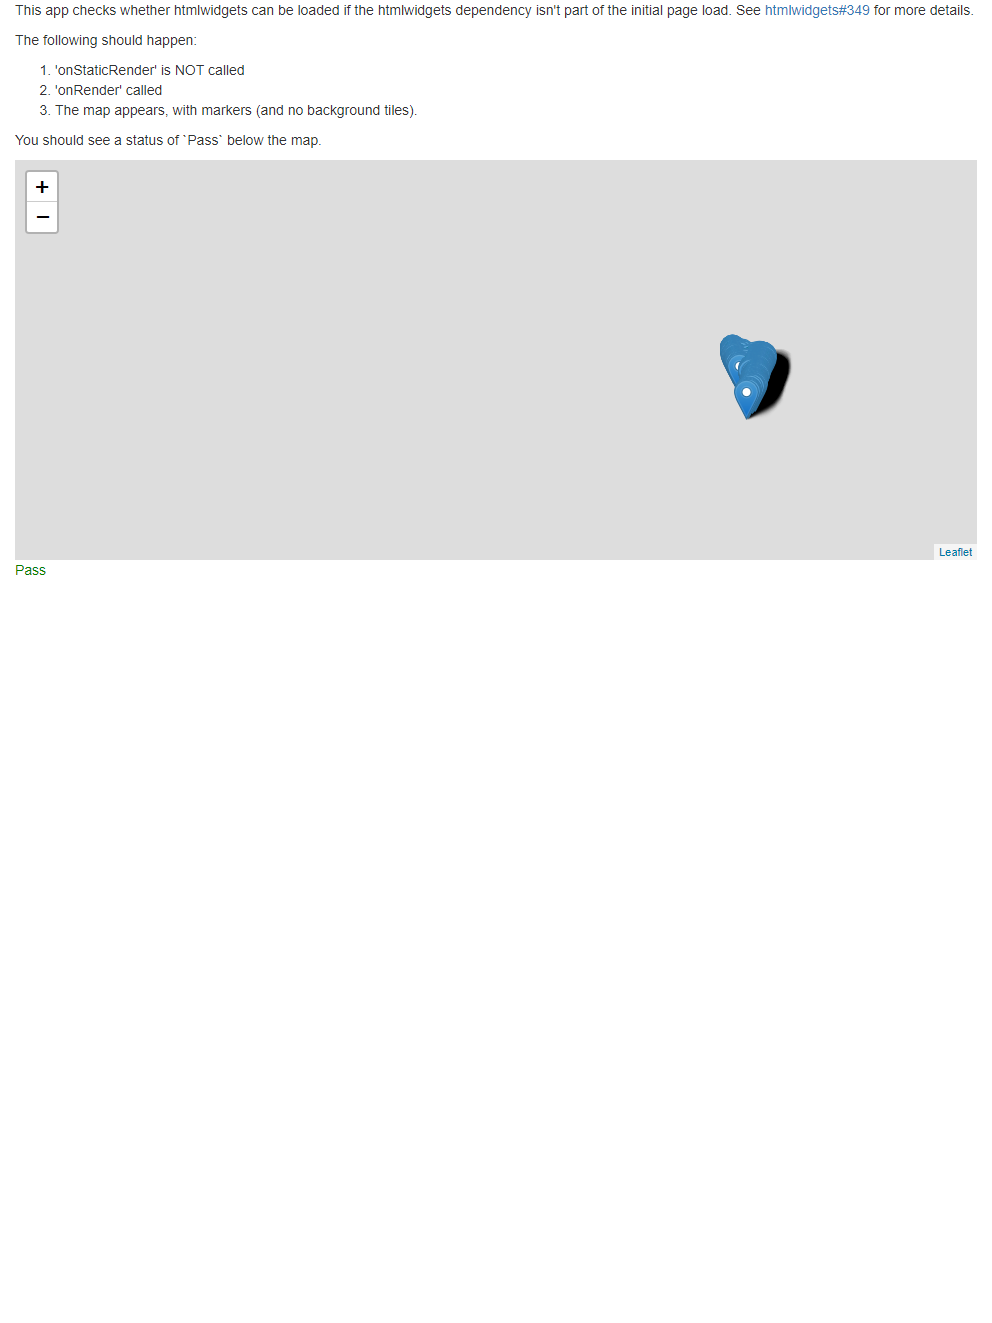 This app checks whether htmlwidgets can be loaded if the htmlwidgets dependency isn't part of the initial page load. See htmlwidgets#349 for more details.
The following should happen:
1. 'onStaticRender' is NOT called
2. 'onRender' called
3. The map appears, with markers (and no background tiles).
You should see a status of `Pass` below the map.
+
−
Leaflet
Pass